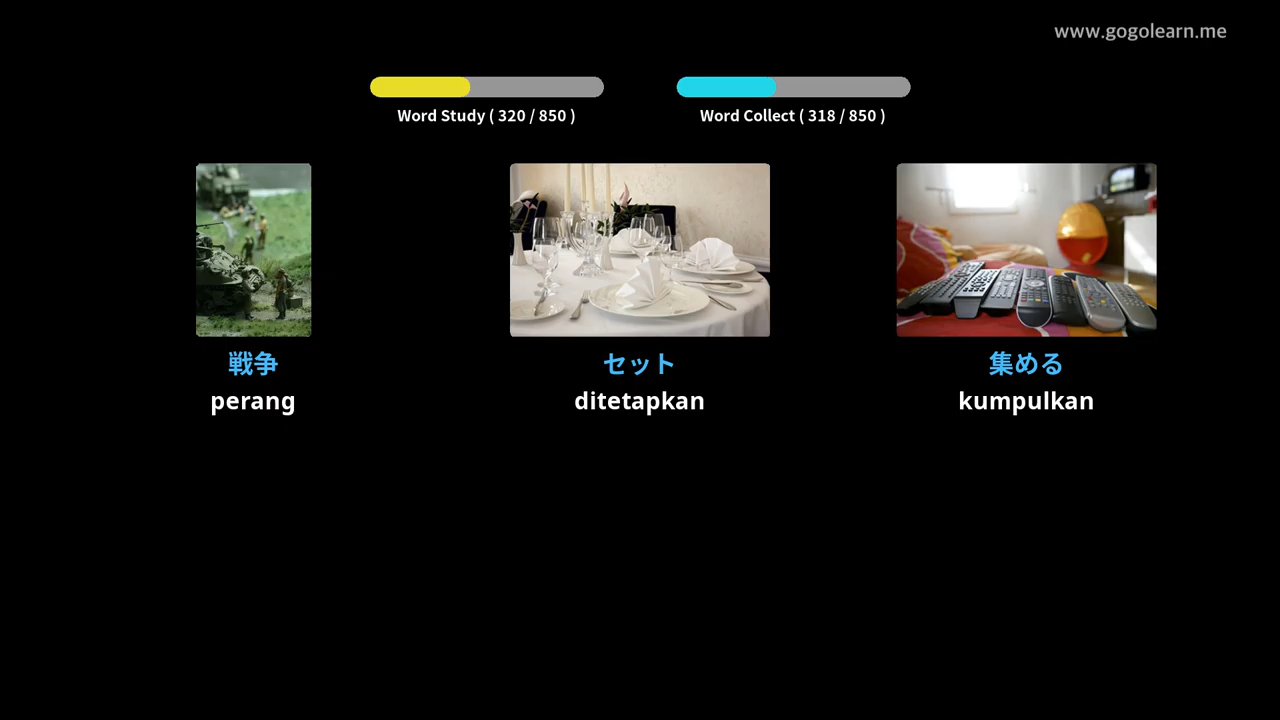 www.gogolearn.me
Word Study ( 320 / 850 )
Word Collect ( 318 / 850 )
戦争
perang
セット
ditetapkan
集める
kumpulkan